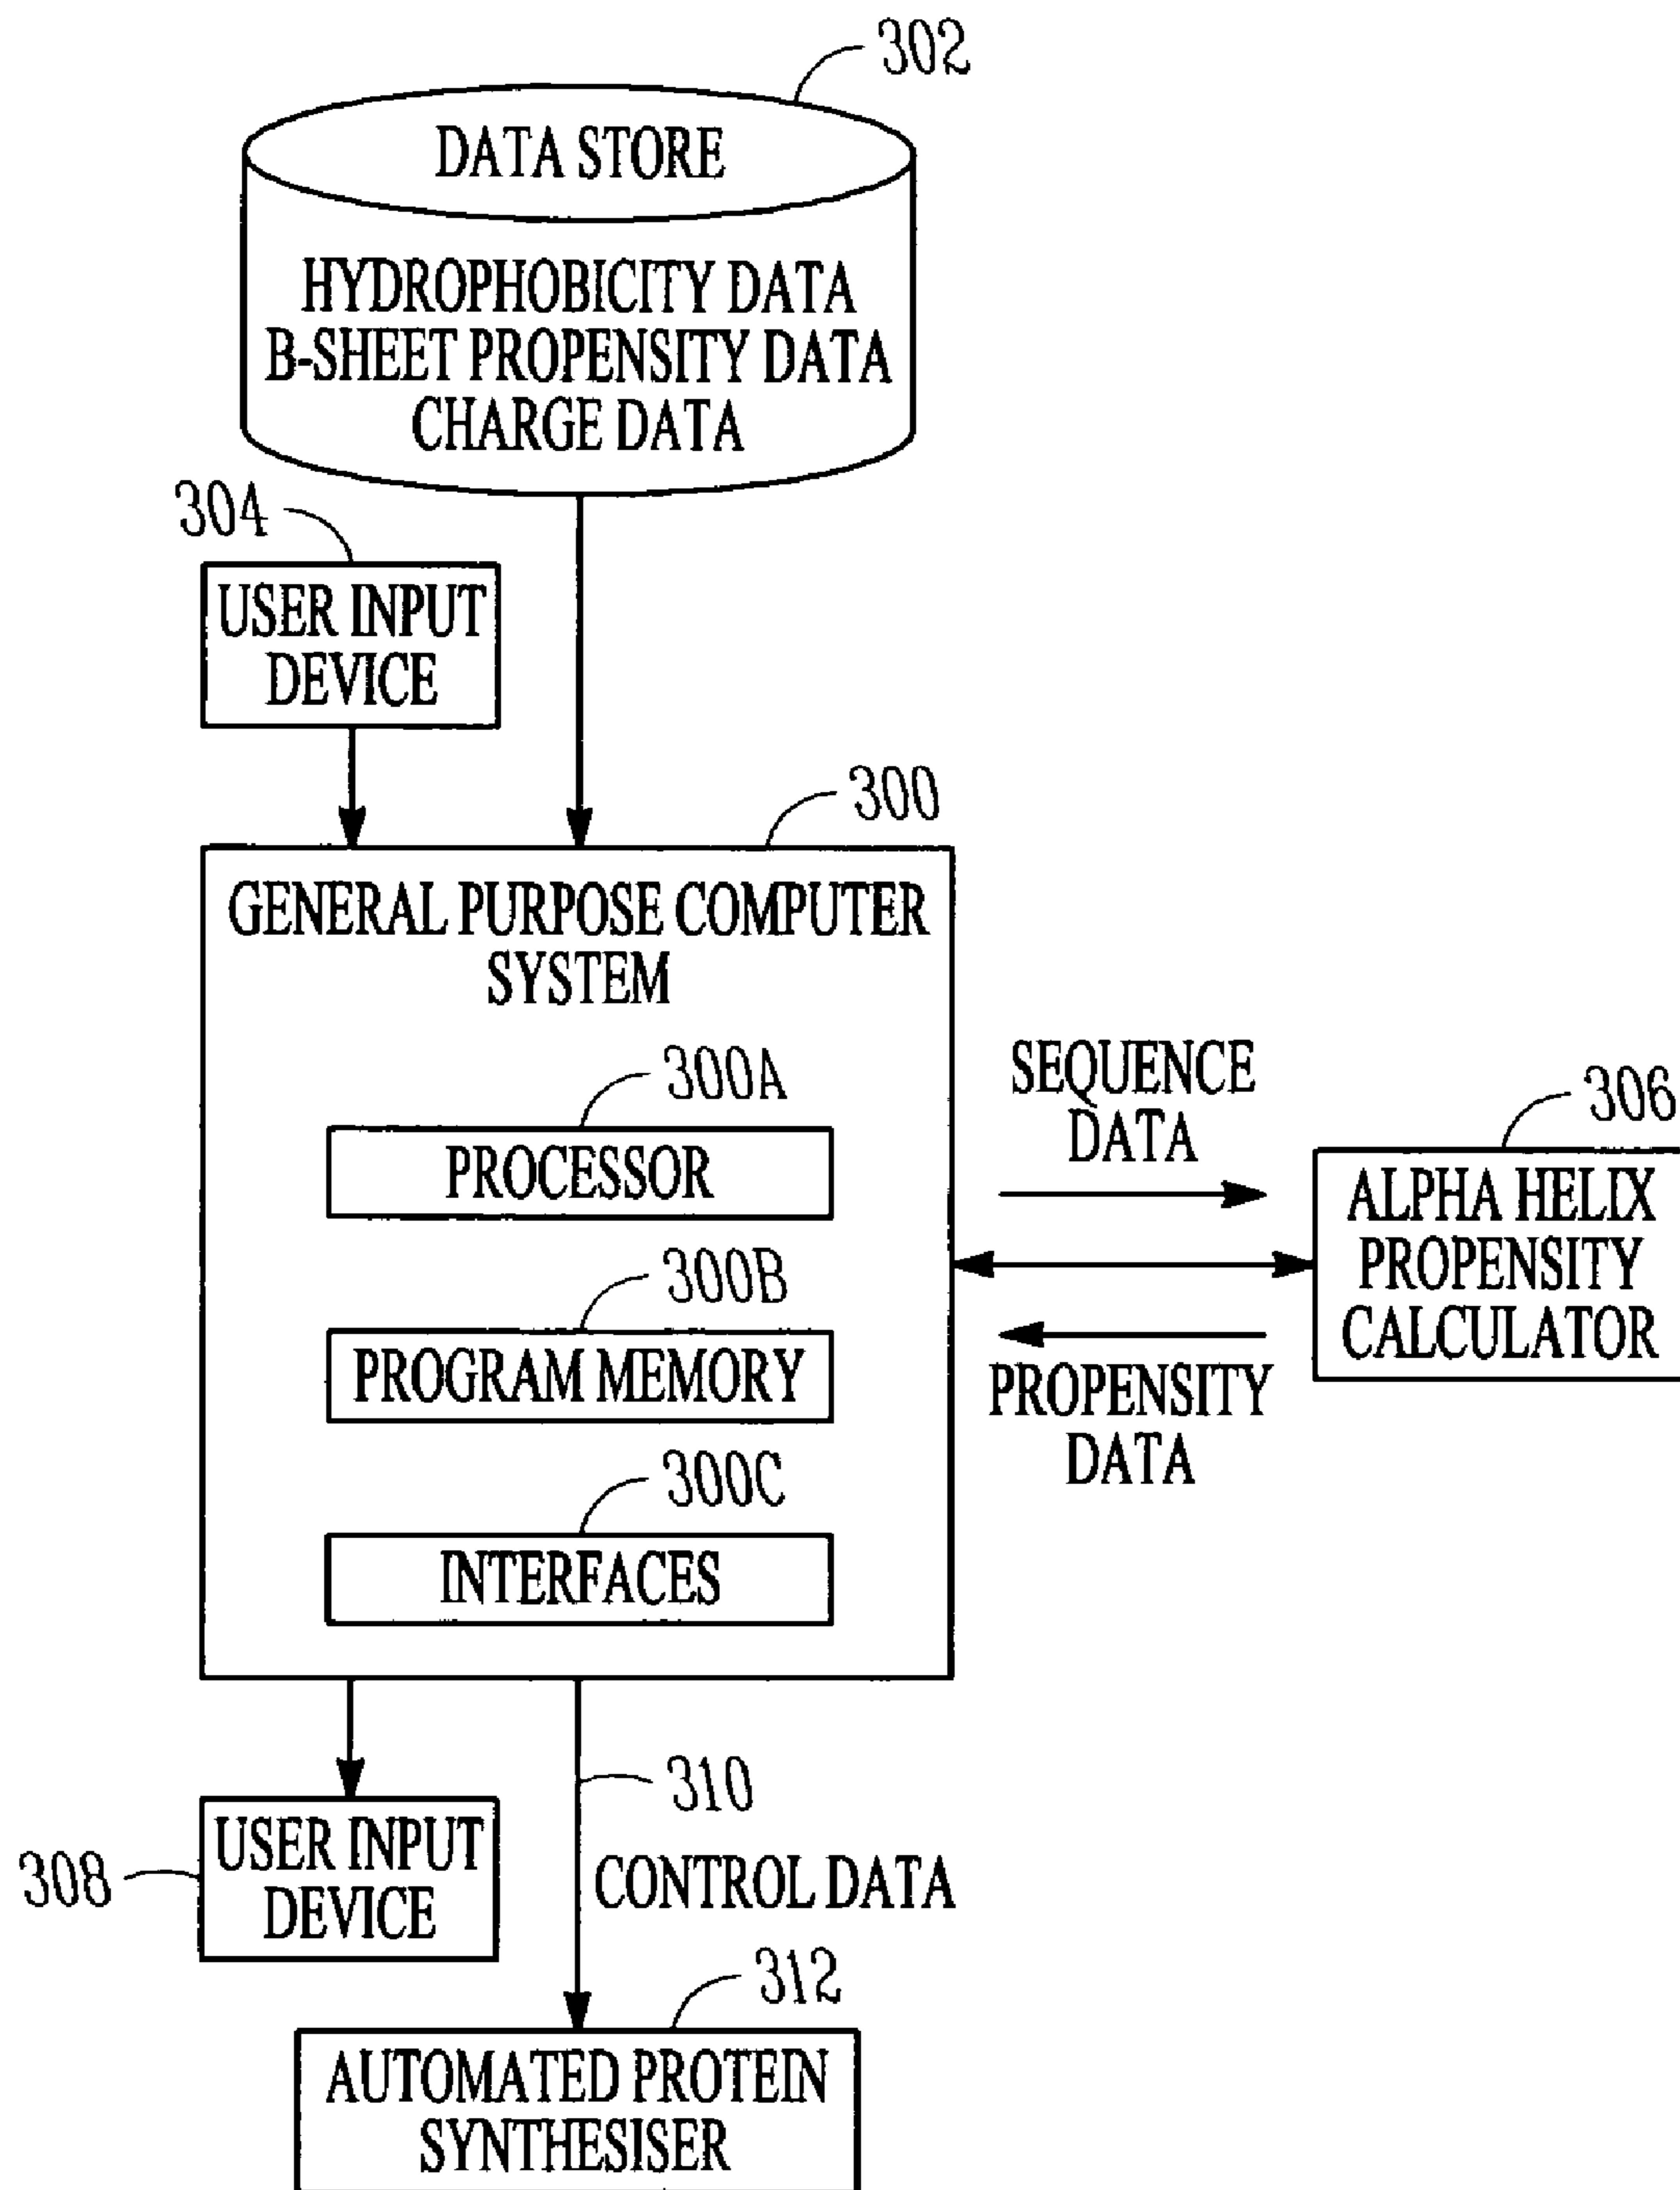 302
DATA STORE
HYDROPHOBICITY DATA
B-SHEET PROPENSITY DATA
CHARGE DATA
304
USER INPUT
DEVICE
300
GENERAL PURPOSE COMPUTER
SYSTEM
300A
PROCESSOR
300B
PROGRAM MEMORY
300C
INTERFACES
SEQUENCE
DATA
PROPENSITY
DATA
306
ALPHA HELIX
PROPENSITY
CALCULATOR
308
USER INPUT
DEVICE
310
CONTROL DATA
312
AUTOMATED PROTEIN
SYNTHESISER